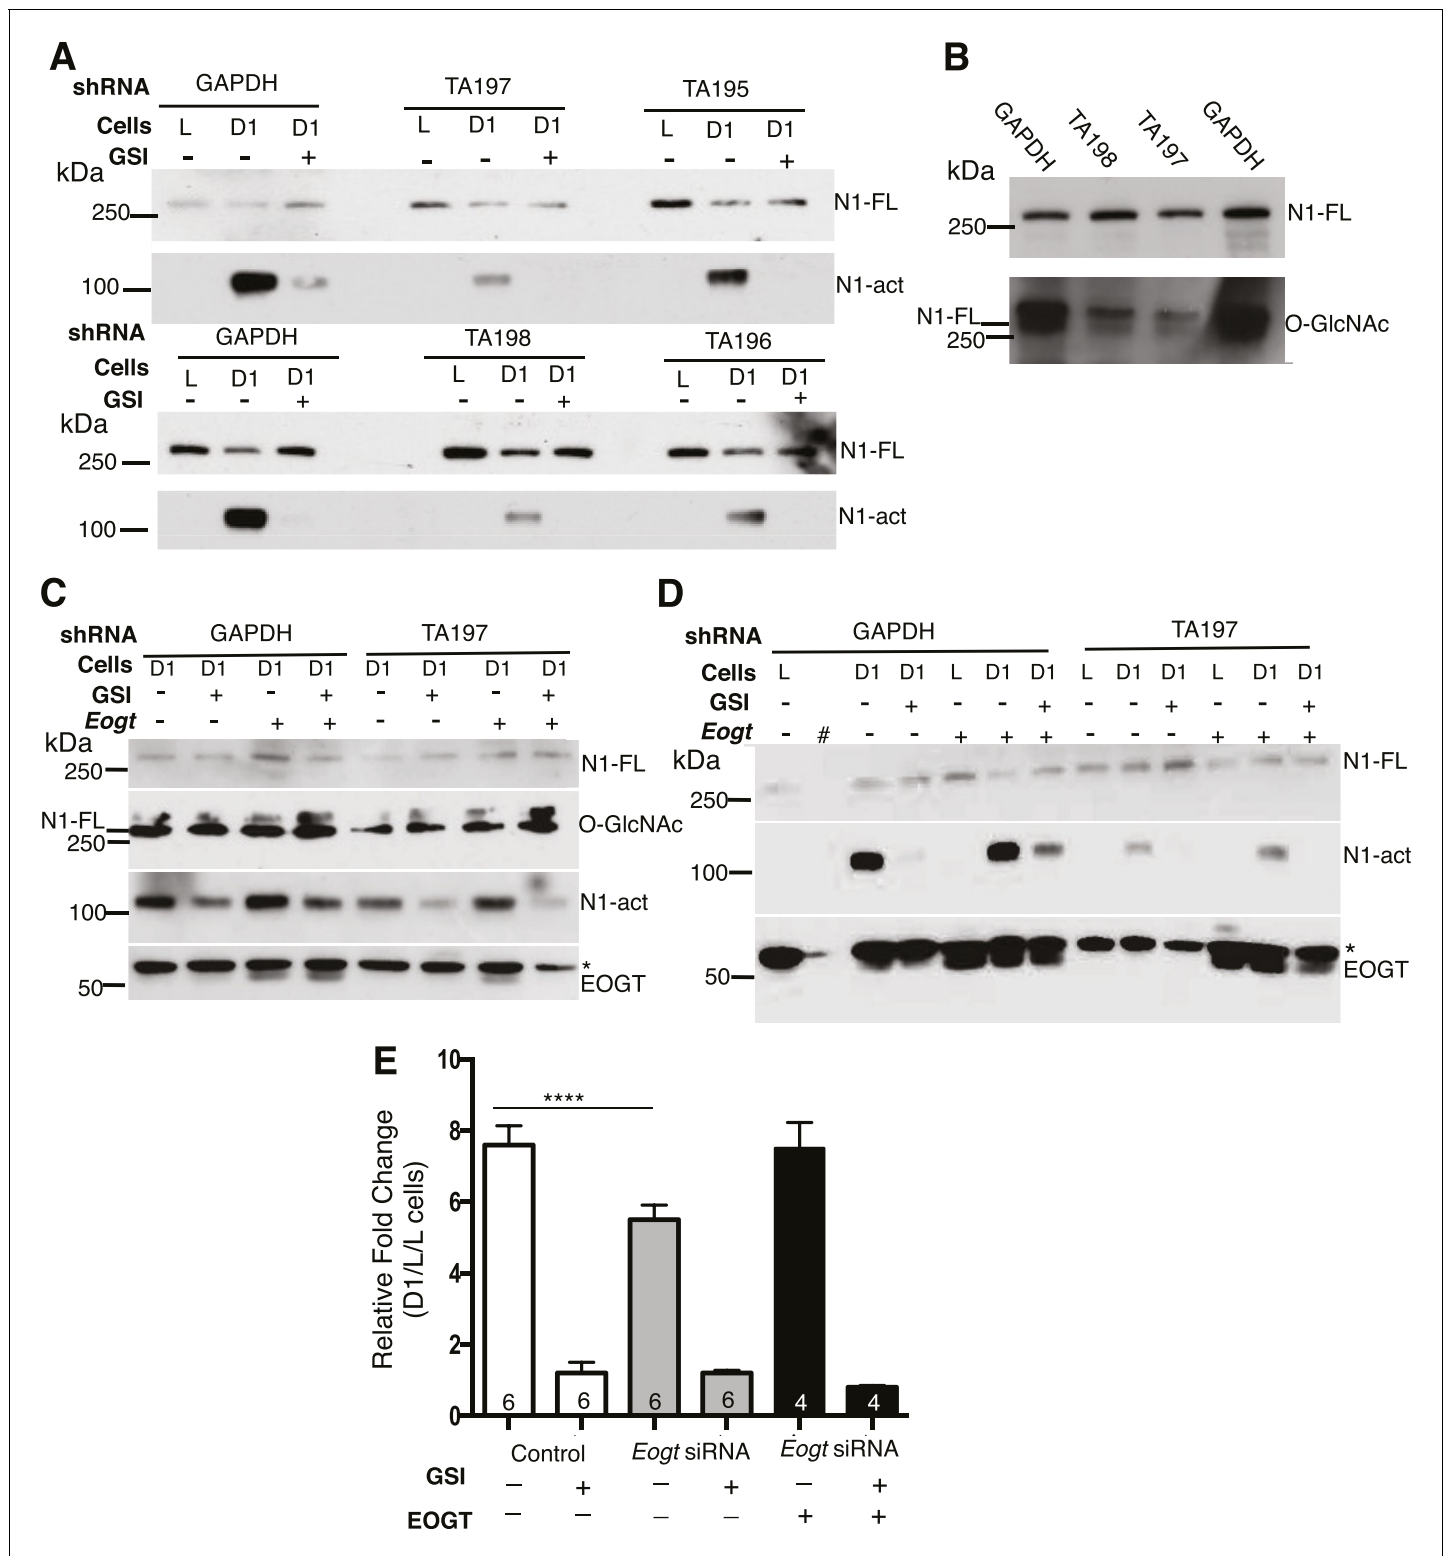 A
shRNA GAPDH TA197 TA195
Cells L D1 D1 L D1 D1 L D1 D1
GSI - - + - - + - - +
kDa
250 N1-FL
100 N1-act
shRNA GAPDH TA198 TA196
Cells L D1 D1 L D1 D1 L D1 D1
GSI - - + - - + - - +
kDa
250 N1-FL
100 N1-act
B
GAPDH TA198 TA197 GAPDH
kDa
250 N1-FL
N1-FL O-GlcNAc
250
C
shRNA GAPDH TA197
Cells D1 D1 D1 D1 D1 D1 D1 D1
GSI - + - + - + - +
Eogt - - + + - - + +
kDa
250 N1-FL
N1-FL O-GlcNAc
250
100 N1-act
*
50 EOGT
D
shRNA GAPDH TA197
Cells L D1 D1 L D1 D1 L D1 D1 L D1 D1
GSI - - + - - + - - + - - +
Eogt - # - - + + + - - - + + +
kDa
250 N1-FL
100 N1-act
*
50 EOGT
E
Relative Fold Change
(D1/L/L cells)
10
8
6
4
2
0
****
6 6 6 6 4 4
Control Eogt siRNA Eogt siRNA
GSI – + – + – +
EOGT – – – – + +